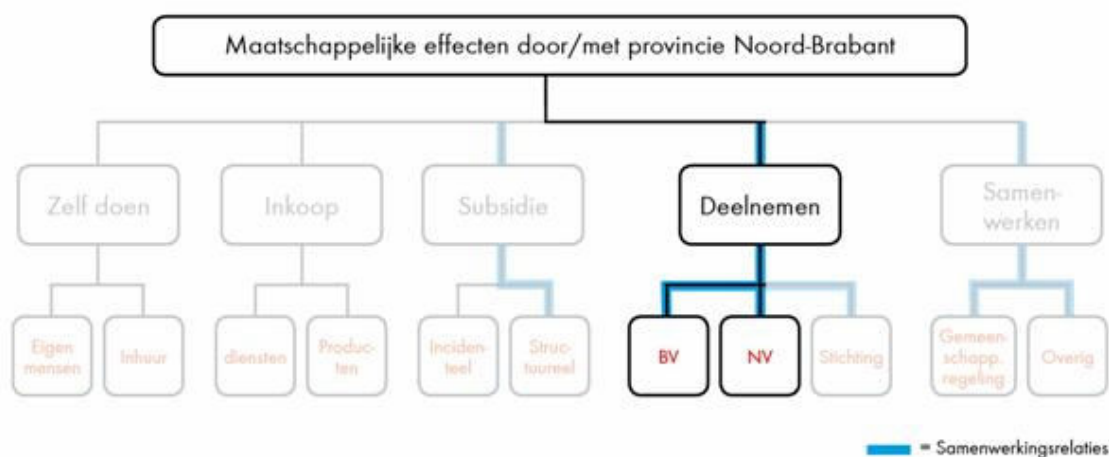 Maatschappelijke effecten door/met provincie Noord-Brabant
Zelf doen
Inkoop
Subsidie
Deelnemen
Samen-
werken
Eigen
mensen
Inhuur
diensten
Produc-
ten
Inciden-
teel
Struc-
tuureel
BV
NV
Stichting
Gemeen-
schapp.
regeling
Overig
= Samenwerkingsrelaties